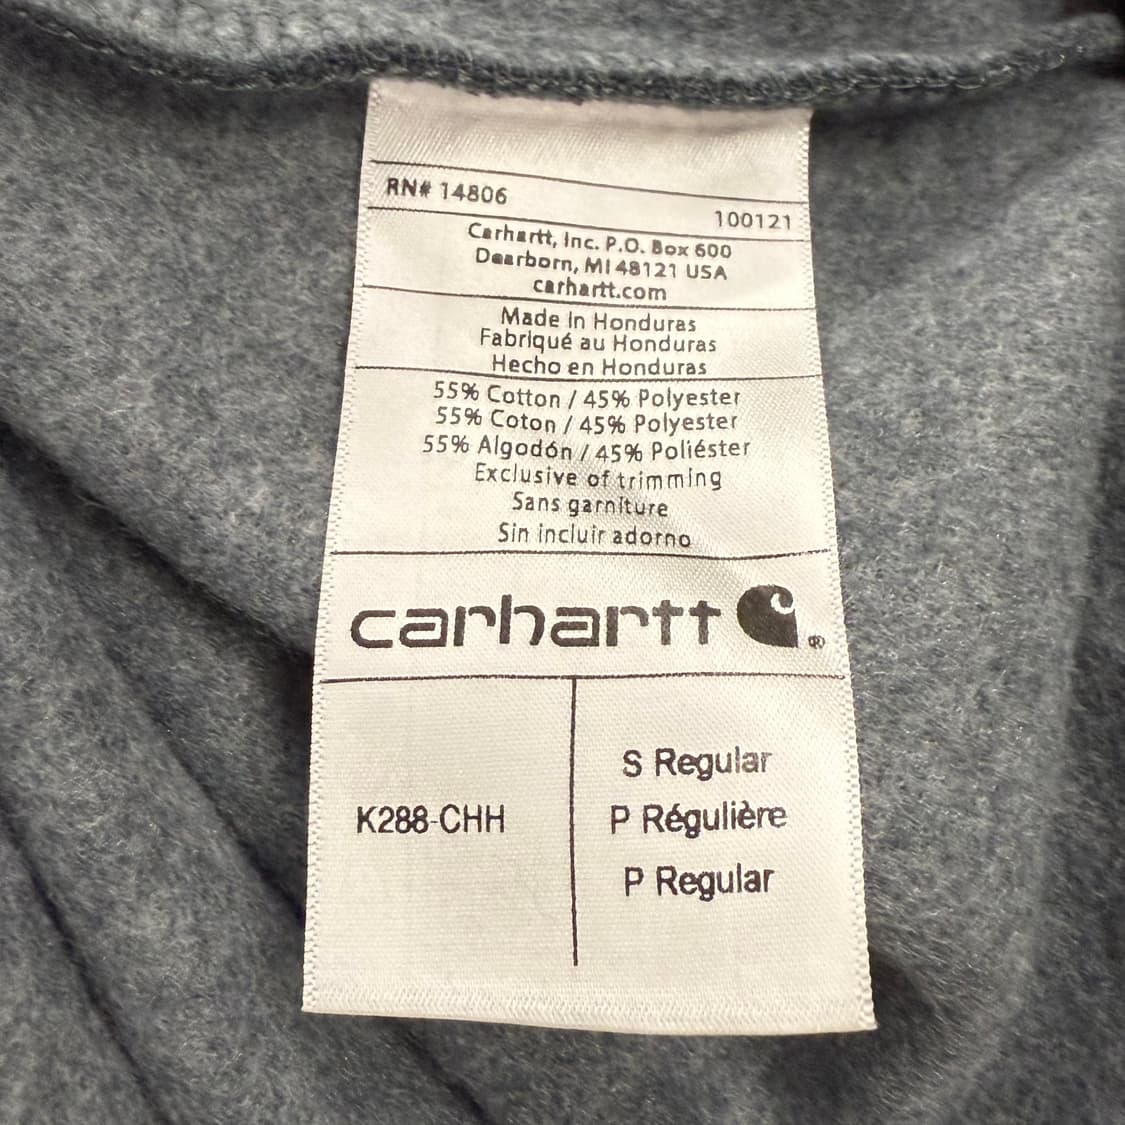 RN# 14806
100121
Carhartt, Inc. P.O. Box 600
Dearborn, MI 48121 USA
carhartt.com
Made in Honduras
Fabriqué au Honduras
Hecho en Honduras
55% Cotton / 45% Polyester
55% Coton / 45% Polyester
55% Algodón / 45% Poliéster
Exclusive of trimming
Sans garniture
Sin incluir adorno
carhartt ®
K288-CHH
S Regular
P Régulière
P Regular